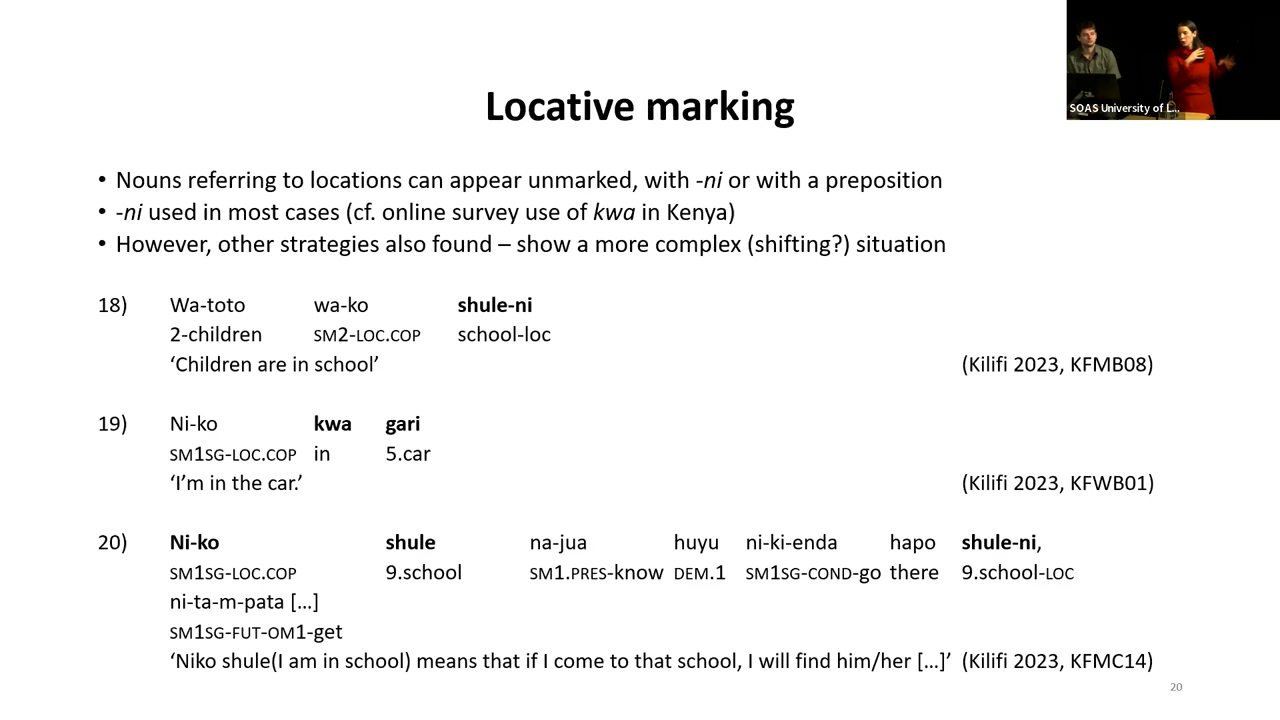 SOAS University of L...
Locative marking
• Nouns referring to locations can appear unmarked, with -ni or with a preposition
• -ni used in most cases (cf. online survey use of kwa in Kenya)
• However, other strategies also found – show a more complex (shifting?) situation
18) Wa-toto wa-ko shule-ni
2-children SM2-LOC.COP school-loc
‘Children are in school’ (Kilifi 2023, KFMB08)
19) Ni-ko kwa gari
SM1SG-LOC.COP in 5.car
‘I’m in the car.’ (Kilifi 2023, KFWB01)
20) Ni-ko shule na-jua huyu ni-ki-enda hapo shule-ni,
SM1SG-LOC.COP 9.school SM1.PRES-know DEM.1 SM1SG-COND-go there 9.school-LOC
ni-ta-m-pata […]
SM1SG-FUT-OM1-get
‘Niko shule(I am in school) means that if I come to that school, I will find him/her […]’ (Kilifi 2023, KFMC14)
20